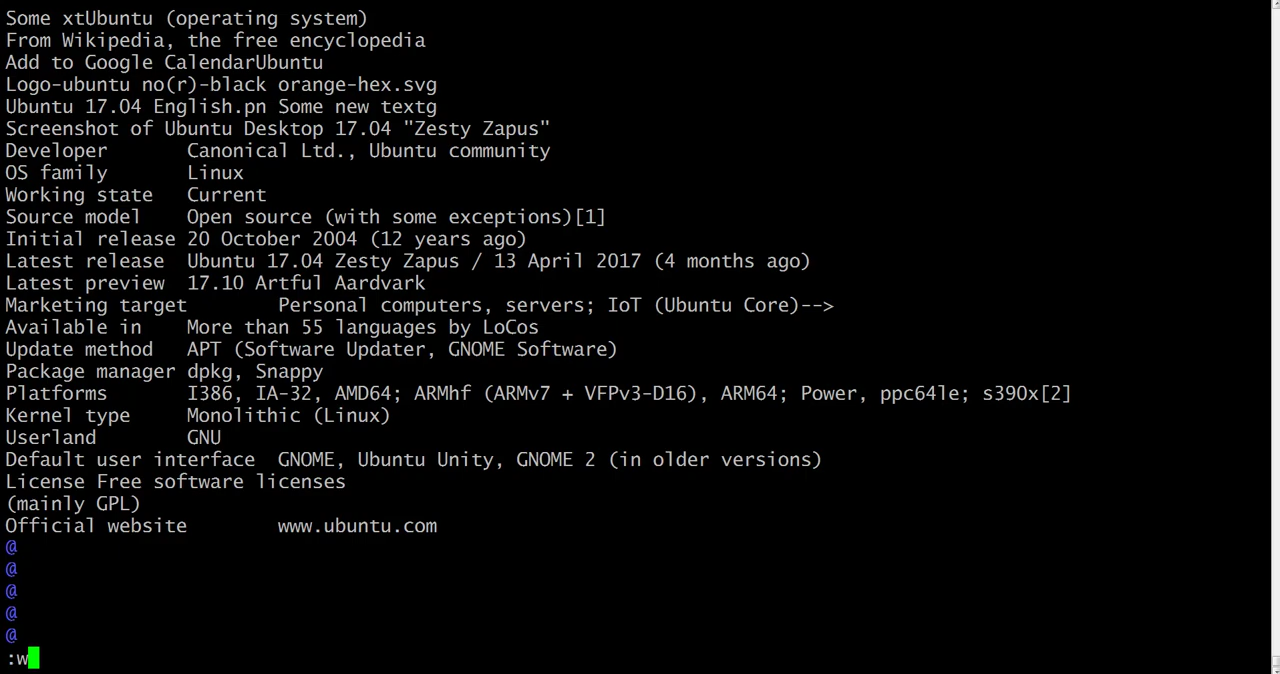 Some xtUbuntu (operating system)
From Wikipedia, the free encyclopedia
Add to Google CalendarUbuntu
Logo-ubuntu no(r)-black orange-hex.svg
Ubuntu 17.04 English.pn Some new textg
Screenshot of Ubuntu Desktop 17.04 "Zesty Zapus"
Developer       Canonical Ltd., Ubuntu community
OS family       Linux
Working state   Current
Source model    Open source (with some exceptions)[1]
Initial release 20 October 2004 (12 years ago)
Latest release  Ubuntu 17.04 Zesty Zapus / 13 April 2017 (4 months ago)
Latest preview  17.10 Artful Aardvark
Marketing target        Personal computers, servers; IoT (Ubuntu Core)-->
Available in    More than 55 languages by LoCos
Update method   APT (Software Updater, GNOME Software)
Package manager dpkg, Snappy
Platforms       I386, IA-32, AMD64; ARMhf (ARMv7 + VFPv3-D16), ARM64; Power, ppc64le; s390x[2]
Kernel type     Monolithic (Linux)
Userland        GNU
Default user interface  GNOME, Ubuntu Unity, GNOME 2 (in older versions)
License Free software licenses
(mainly GPL)
Official website        www.ubuntu.com
@
@
@
@
@
:w